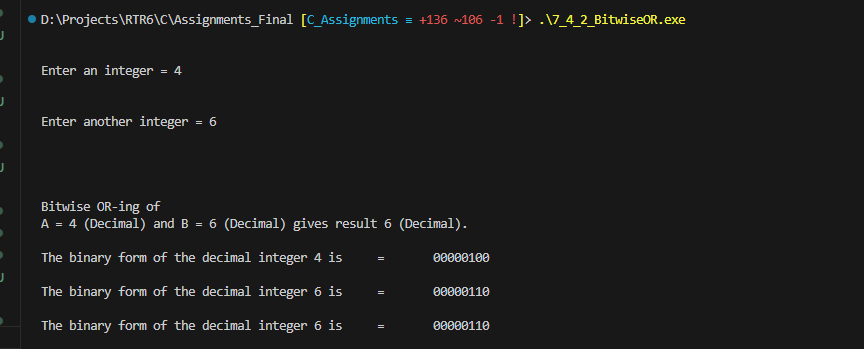 D:\Projects\RTR6\C\Assignments_Final [C_Assignments ≡ +136 ~106 -1 !]> .\7_4_2_BitwiseOR.exe
Enter an integer = 4
Enter another integer = 6
Bitwise OR-ing of
A = 4 (Decimal) and B = 6 (Decimal) gives result 6 (Decimal).
The binary form of the decimal integer 4 is = 00000100
The binary form of the decimal integer 6 is = 00000110
The binary form of the decimal integer 6 is = 00000110